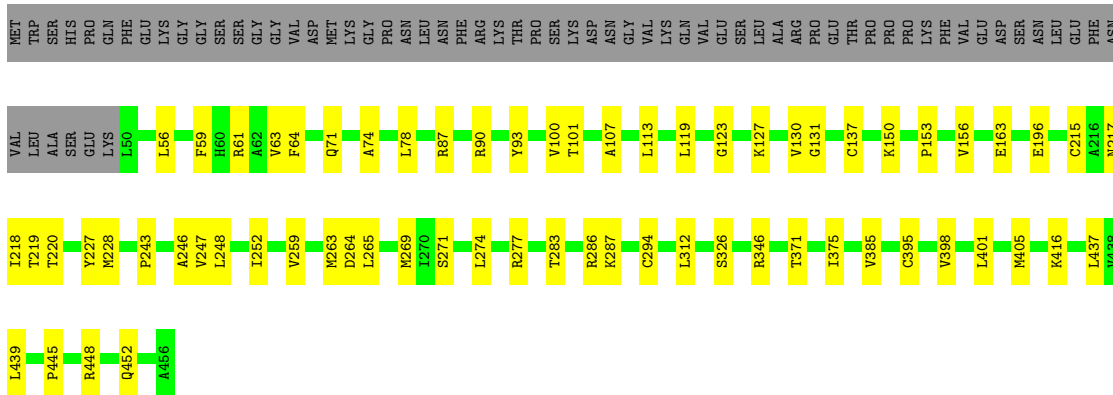 MET TRP SER HIS PRO GLN PHE GLU LYS GLY GLY SER SER GLY GLY VAL ASP MET LYS GLY PRO ASN LEU ASN PHE ARG LYS THR PRO SER LYS ASP ASN GLY VAL LYS GLN VAL GLU SER LEU ALA ARG PRO GLU THR PRO PRO PRO LYS PHE VAL GLU ASP SER ASN LEU GLU PHE ASN
VAL LEU ALA SER GLU LYS L50 L56 F59 H60 R61 A62 V63 F64 Q71 A74 L78 R87 R90 Y93 V100 T101 A107 L113 L119 G123 K127 V130 G131 C137 K150 P153 V156 E163 E196 C215 A216 N217
I218 T219 T220 Y227 M228 P243 A246 V247 L248 I252 V259 M263 D264 L265 M269 I270 S271 L274 R277 T283 R286 K287 C294 L312 S326 R346 T371 I375 V385 C395 V398 L401 M405 K416 L437 V438
L439 P445 R448 Q452 A456